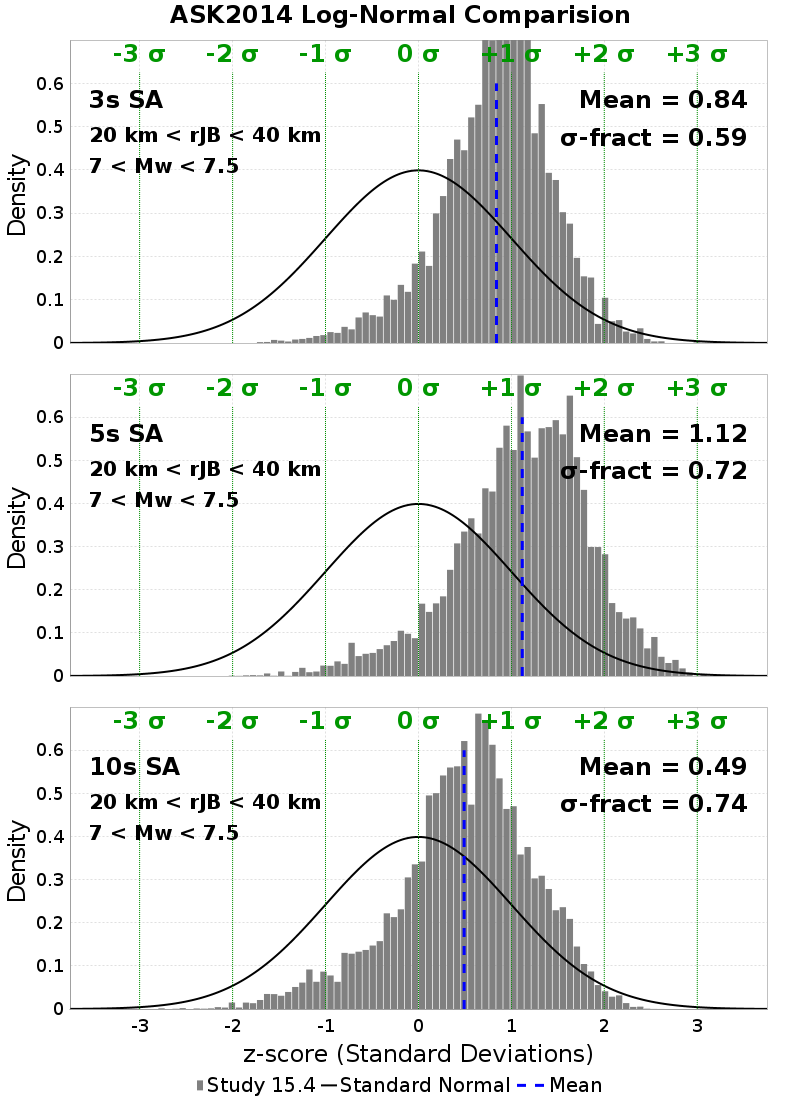 ASK2014 Log-Normal Comparision
-3 σ -2 σ -1 σ 0 σ +1 σ +2 σ +3 σ
3s SA
20 km < rJB < 40 km
7 < Mw < 7.5
Mean = 0.84
σ-fract = 0.59
Density
0.6
0.5
0.4
0.3
0.2
0.1
0
-3 σ -2 σ -1 σ 0 σ +1 σ +2 σ +3 σ
5s SA
20 km < rJB < 40 km
7 < Mw < 7.5
Mean = 1.12
σ-fract = 0.72
Density
0.6
0.5
0.4
0.3
0.2
0.1
0
-3 σ -2 σ -1 σ 0 σ +1 σ +2 σ +3 σ
10s SA
20 km < rJB < 40 km
7 < Mw < 7.5
Mean = 0.49
σ-fract = 0.74
Density
0.6
0.5
0.4
0.3
0.2
0.1
0
-3 -2 -1 0 1 2 3
z-score (Standard Deviations)
Study 15.4 Standard Normal Mean